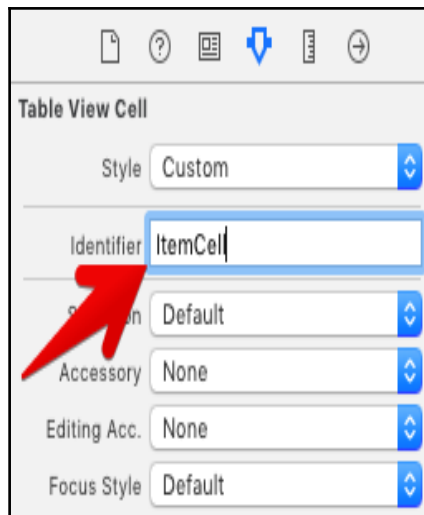 Table View Cell
Style Custom
Identifier ItemCell
Default
Accessory None
Editing Acc. None
Focus Style Default